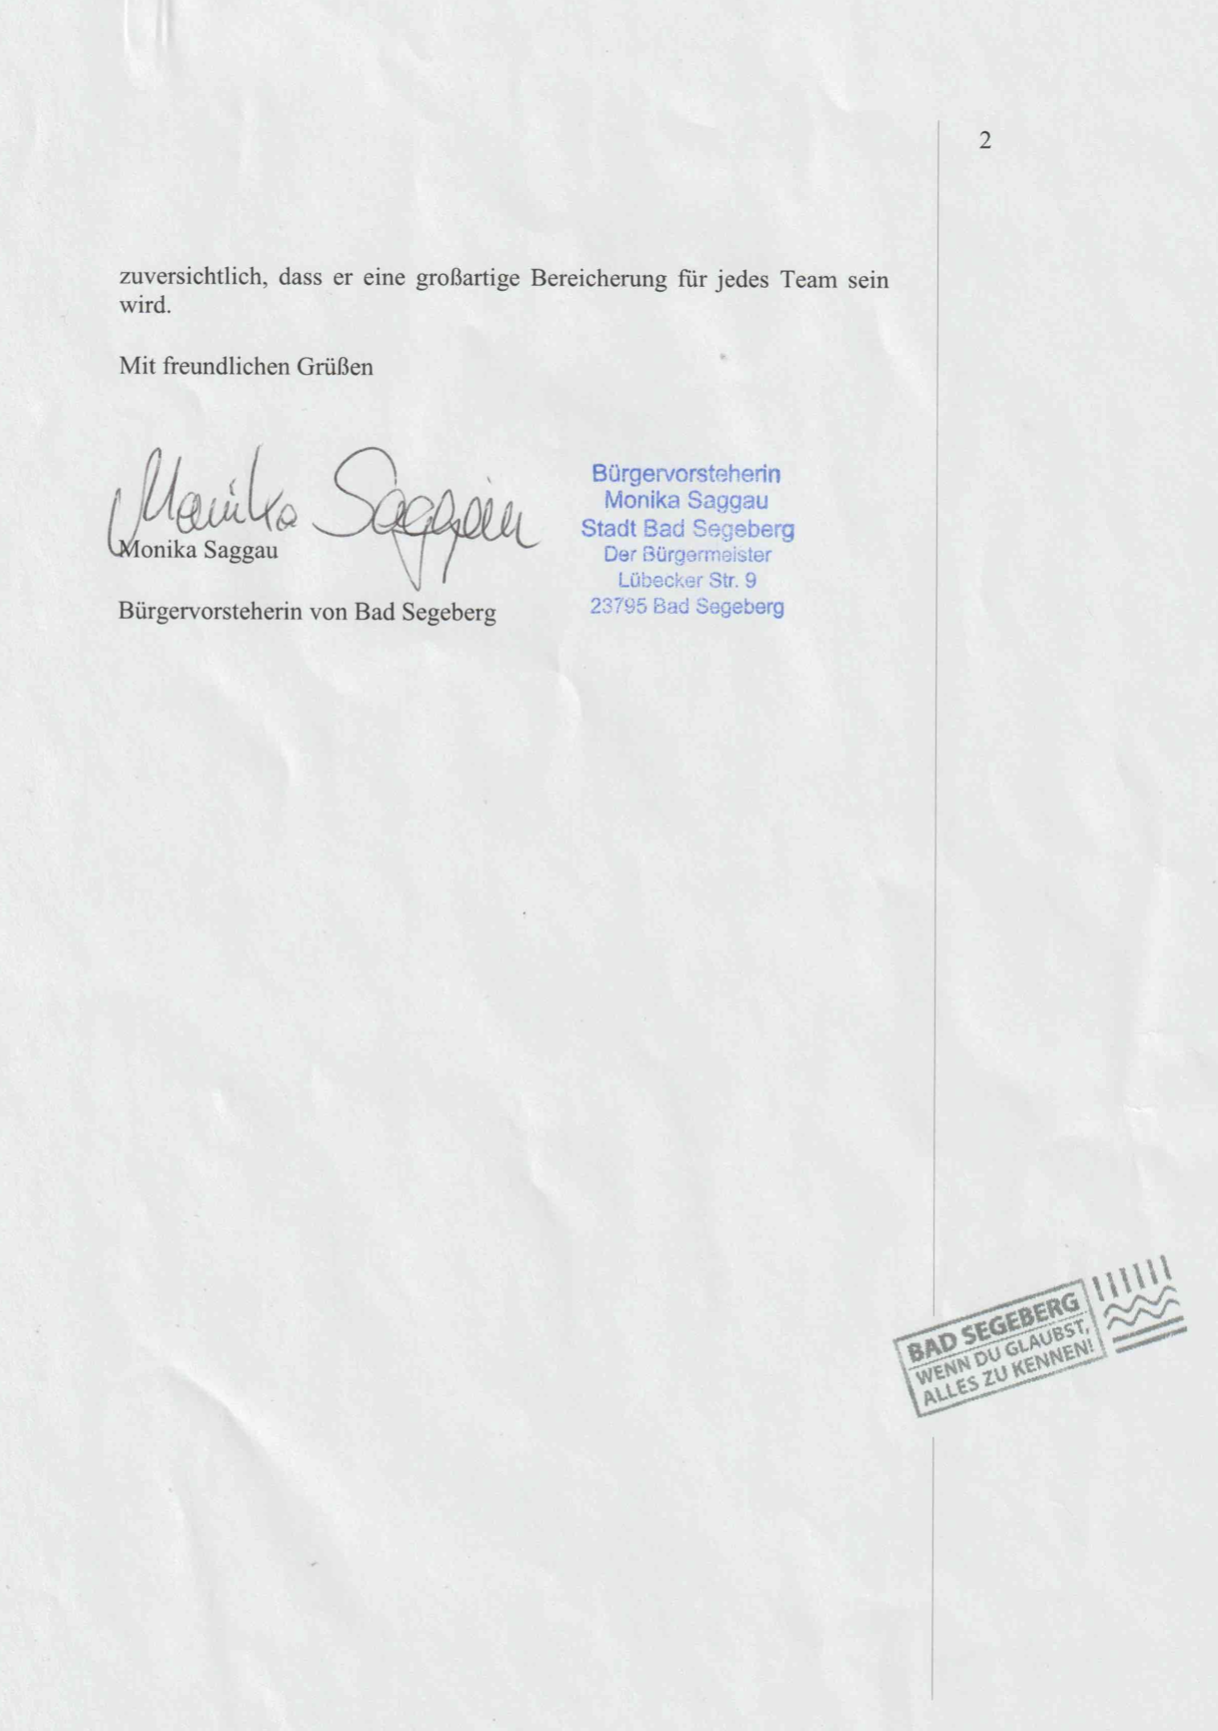 2
zuversichtlich, dass er eine großartige Bereicherung für jedes Team sein
wird.
Mit freundlichen Grüßen
Monika Saggau
Monika Saggau
Bürgervorsteherin von Bad Segeberg
Bürgervorsteherin
Monika Saggau
Stadt Bad Segeberg
Der Bürgermeister
Lübecker Str. 9
23795 Bad Segeberg
BAD SEGEBERG
WENN DU GLAUBST,
ALLES ZU KENNEN!